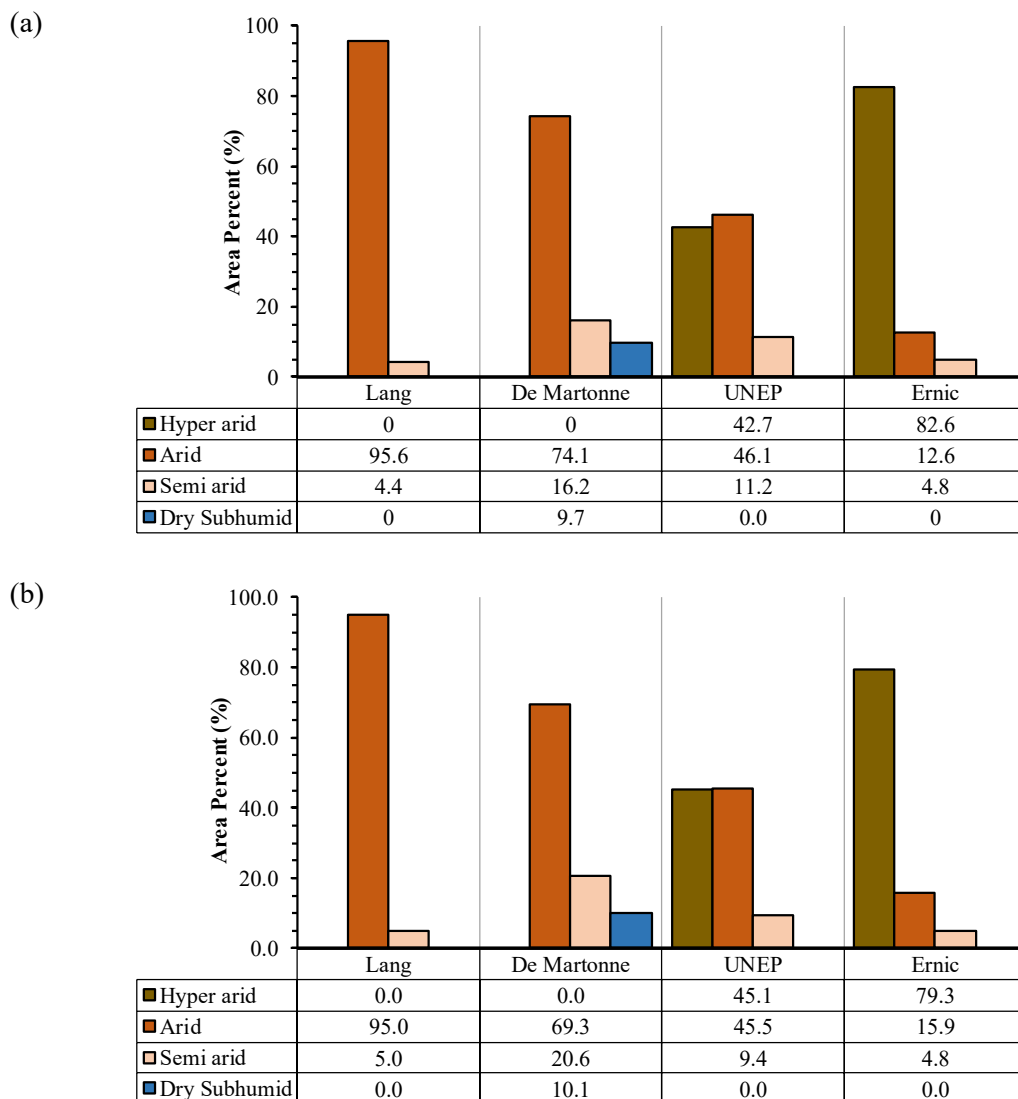 (a)
100
80
60
40
20
0
Area Percent (%)
Lang De Martonne UNEP Ernic
Hyper arid 0 0 42.7 82.6
Arid 95.6 74.1 46.1 12.6
Semi arid 4.4 16.2 11.2 4.8
Dry Subhumid 0 9.7 0.0 0
(b)
100.0
80.0
60.0
40.0
20.0
0.0
Area Percent (%)
Lang De Martonne UNEP Ernic
Hyper arid 0.0 0.0 45.1 79.3
Arid 95.0 69.3 45.5 15.9
Semi arid 5.0 20.6 9.4 4.8
Dry Subhumid 0.0 10.1 0.0 0.0